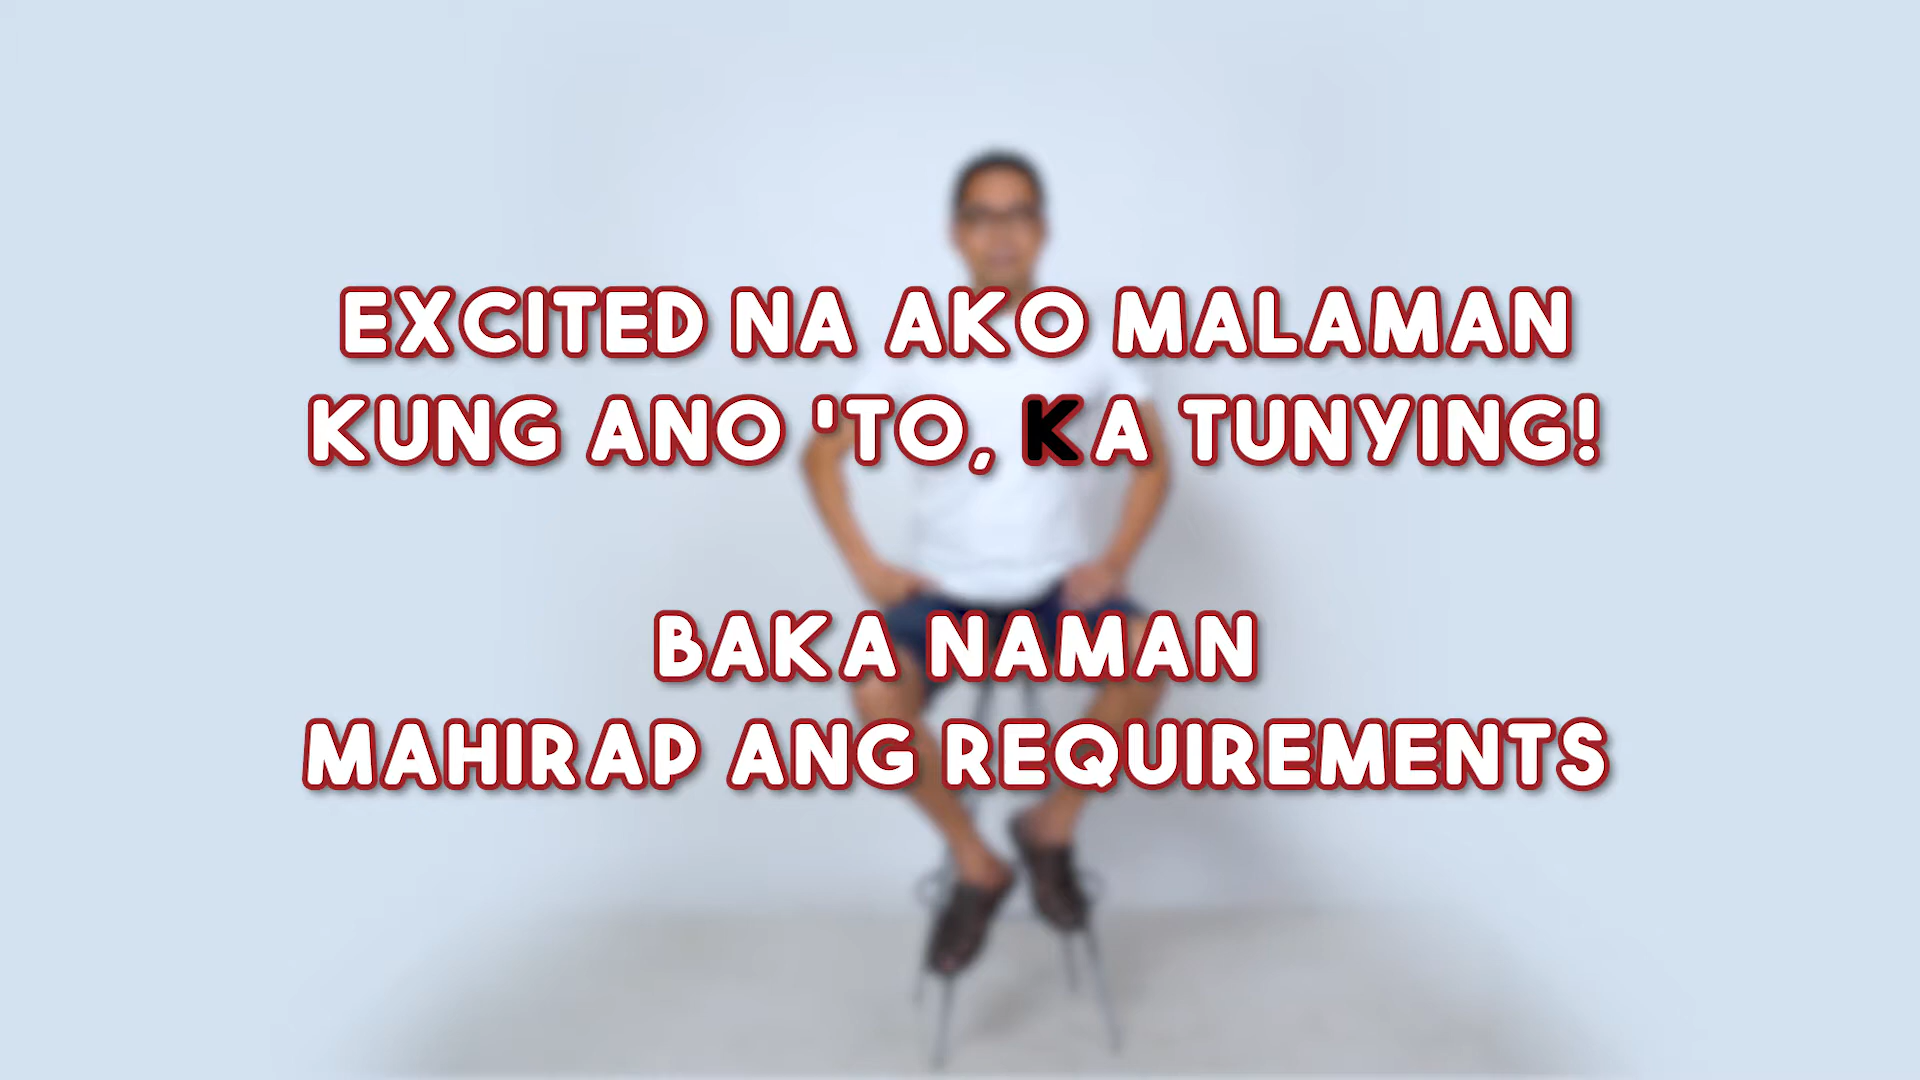 EXCITED NA AKO MALAMAN
KUNG ANO 'TO, KA TUNYING!
BAKA NAMAN
MAHIRAP ANG REQUIREMENTS